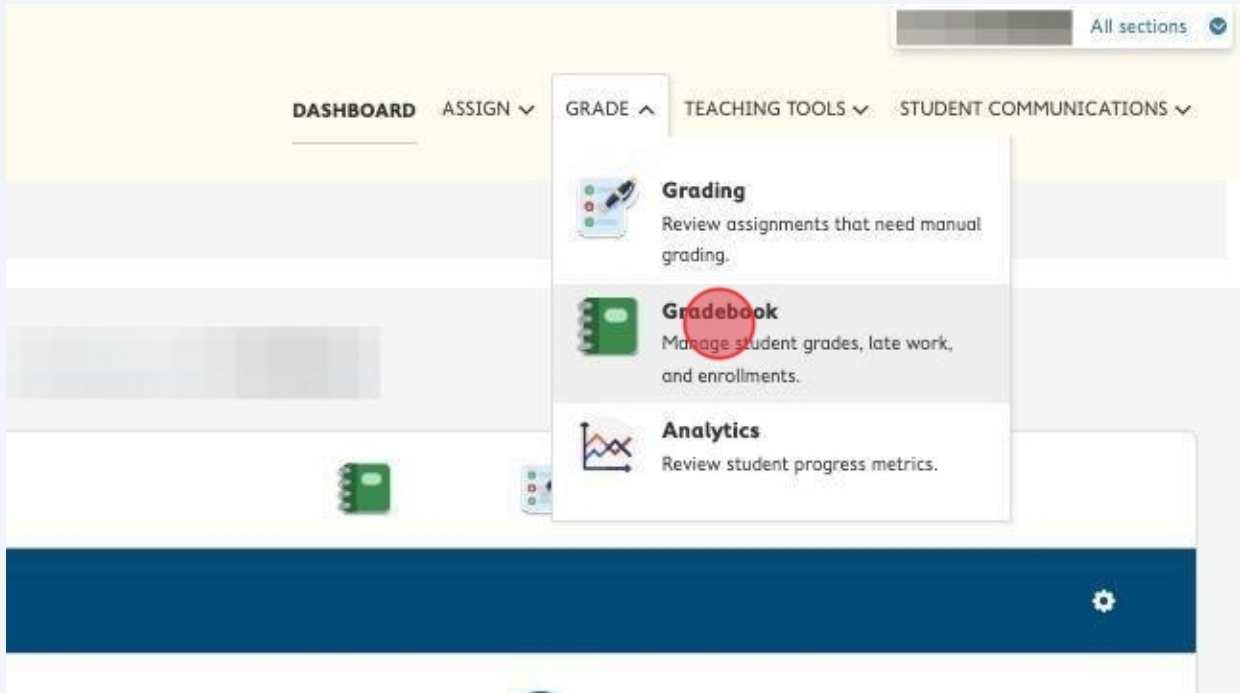 All sections
DASHBOARD ASSIGN GRADE TEACHING TOOLS STUDENT COMMUNICATIONS
Grading
Review assignments that need manual
grading.
Gradebook
Manage student grades, late work,
and enrollments.
Analytics
Review student progress metrics.